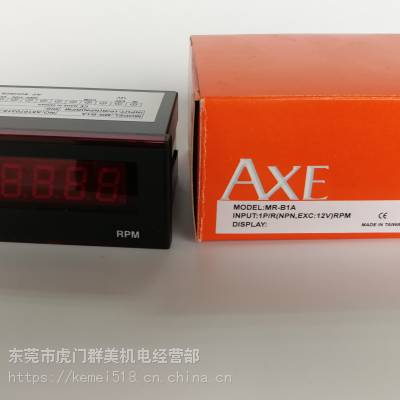 RPM
AXE
MODEL:MR-B1A
INPUT:1P/R(NPN,EXC:12V)RPM
DISPLAY:
CE
MADE IN TAIWAN
东莞市虎门群美机电经营部
https://kemei518.cn.china.cn